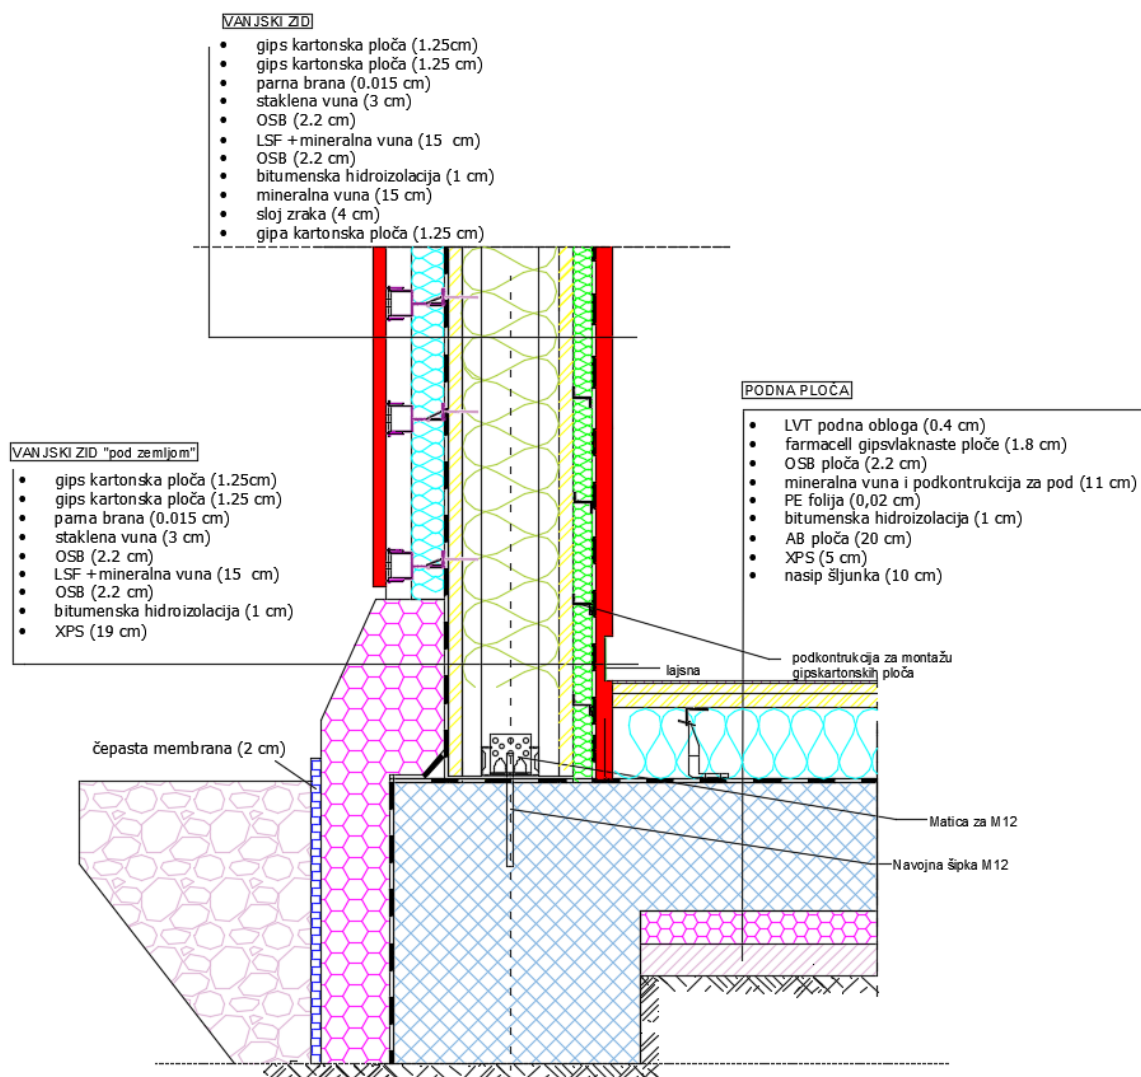 VANJSKI ZID
• gips kartonska ploča (1.25cm)
• gips kartonska ploča (1.25 cm)
• parna brana (0.015 cm)
• staklena vuna (3 cm)
• OSB (2.2 cm)
• LSF +mineralna vuna (15 cm)
• OSB (2.2 cm)
• bitumenska hidroizolacija (1 cm)
• mineralna vuna (15 cm)
• sloj zraka (4 cm)
• gipa kartonska ploča (1.25 cm)
VANJSKI ZID "pod zemljom"
• gips kartonska ploča (1.25cm)
• gips kartonska ploča (1.25 cm)
• parna brana (0.015 cm)
• staklena vuna (3 cm)
• OSB (2.2 cm)
• LSF +mineralna vuna (15 cm)
• OSB (2.2 cm)
• bitumenska hidroizolacija (1 cm)
• XPS (19 cm)
PODNA PLOČA
• LVT podna obloga (0.4 cm)
• farmacell gipsvlaknaste ploče (1.8 cm)
• OSB ploča (2.2 cm)
• mineralna vuna i podkontrukcija za pod (11 cm)
• PE folija (0,02 cm)
• bitumenska hidroizolacija (1 cm)
• AB ploča (20 cm)
• XPS (5 cm)
• nasip šljunka (10 cm)
podkontrukcija za montažu
gipskartonskih ploča
lajsna
čepasta membrana (2 cm)
Matica za M12
Navojna šipka M12